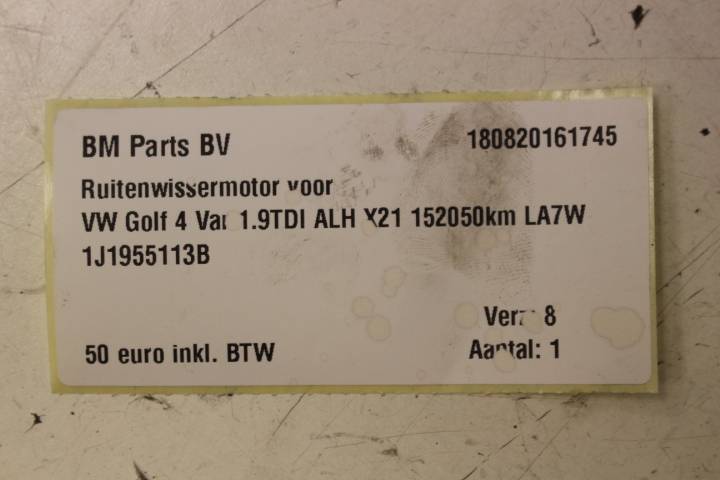 BM Parts BV 180820161745
Ruitenwissermotor voor
VW Golf 4 Var 1.9TDI ALH X21 152050km LA7W
1J1955113B
8
50 euro inkl. BTW Aantal: 1